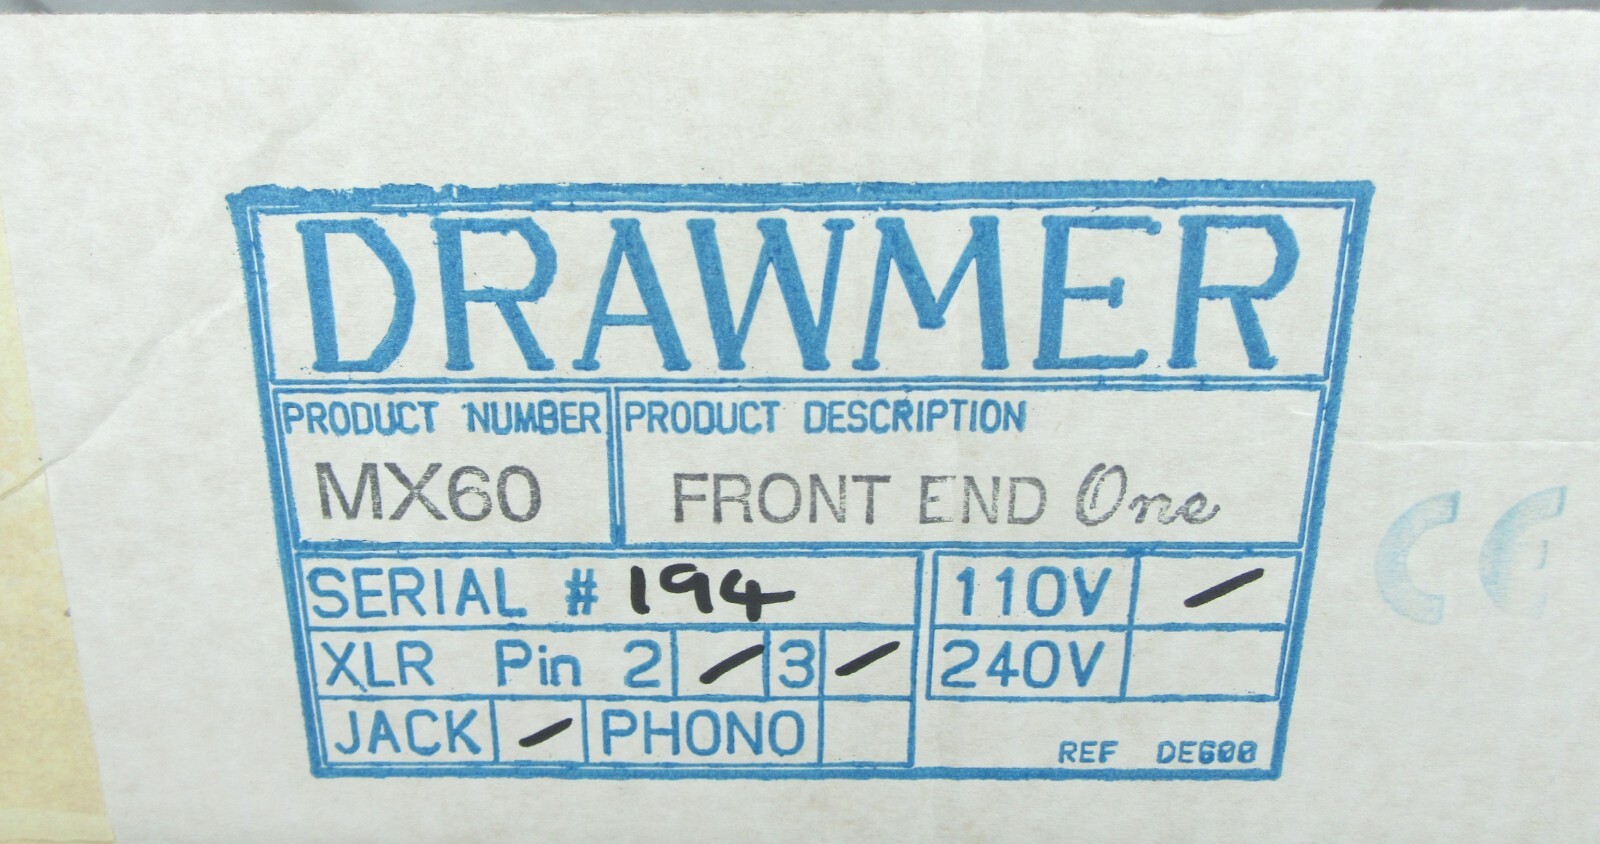 DRAWMER
PRODUCT NUMBER PRODUCT DESCRIPTION
MX60 FRONT END One
SERIAL # 194 110V /
XLR Pin 2 / 3 / 240V
JACK / PHONO
REF DE600
CE